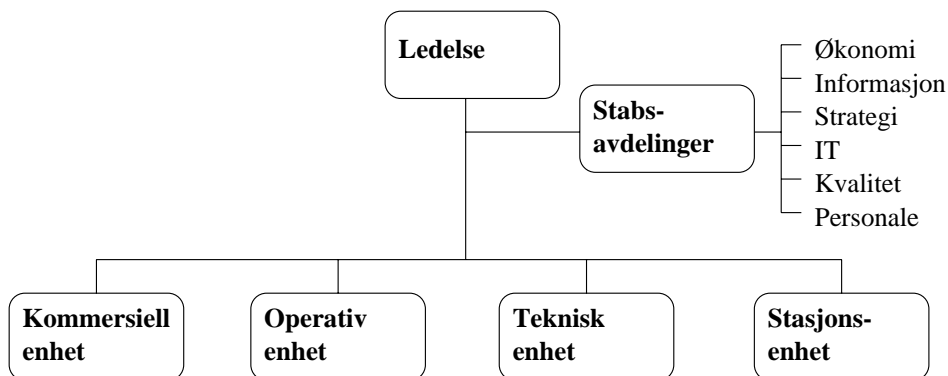 Ledelse
Stabs-
avdelinger
Økonomi
Informasjon
Strategi
IT
Kvalitet
Personale
Kommersiell
enhet
Operativ
enhet
Teknisk
enhet
Stasjons-
enhet